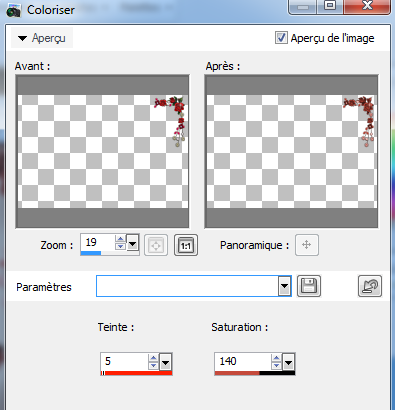 Coloriser
Aperçu
Aperçu de l'image
Avant :
Après :
Zoom :
19
1:1
Panoramique :
Paramètres
Teinte :
Saturation :
5
140